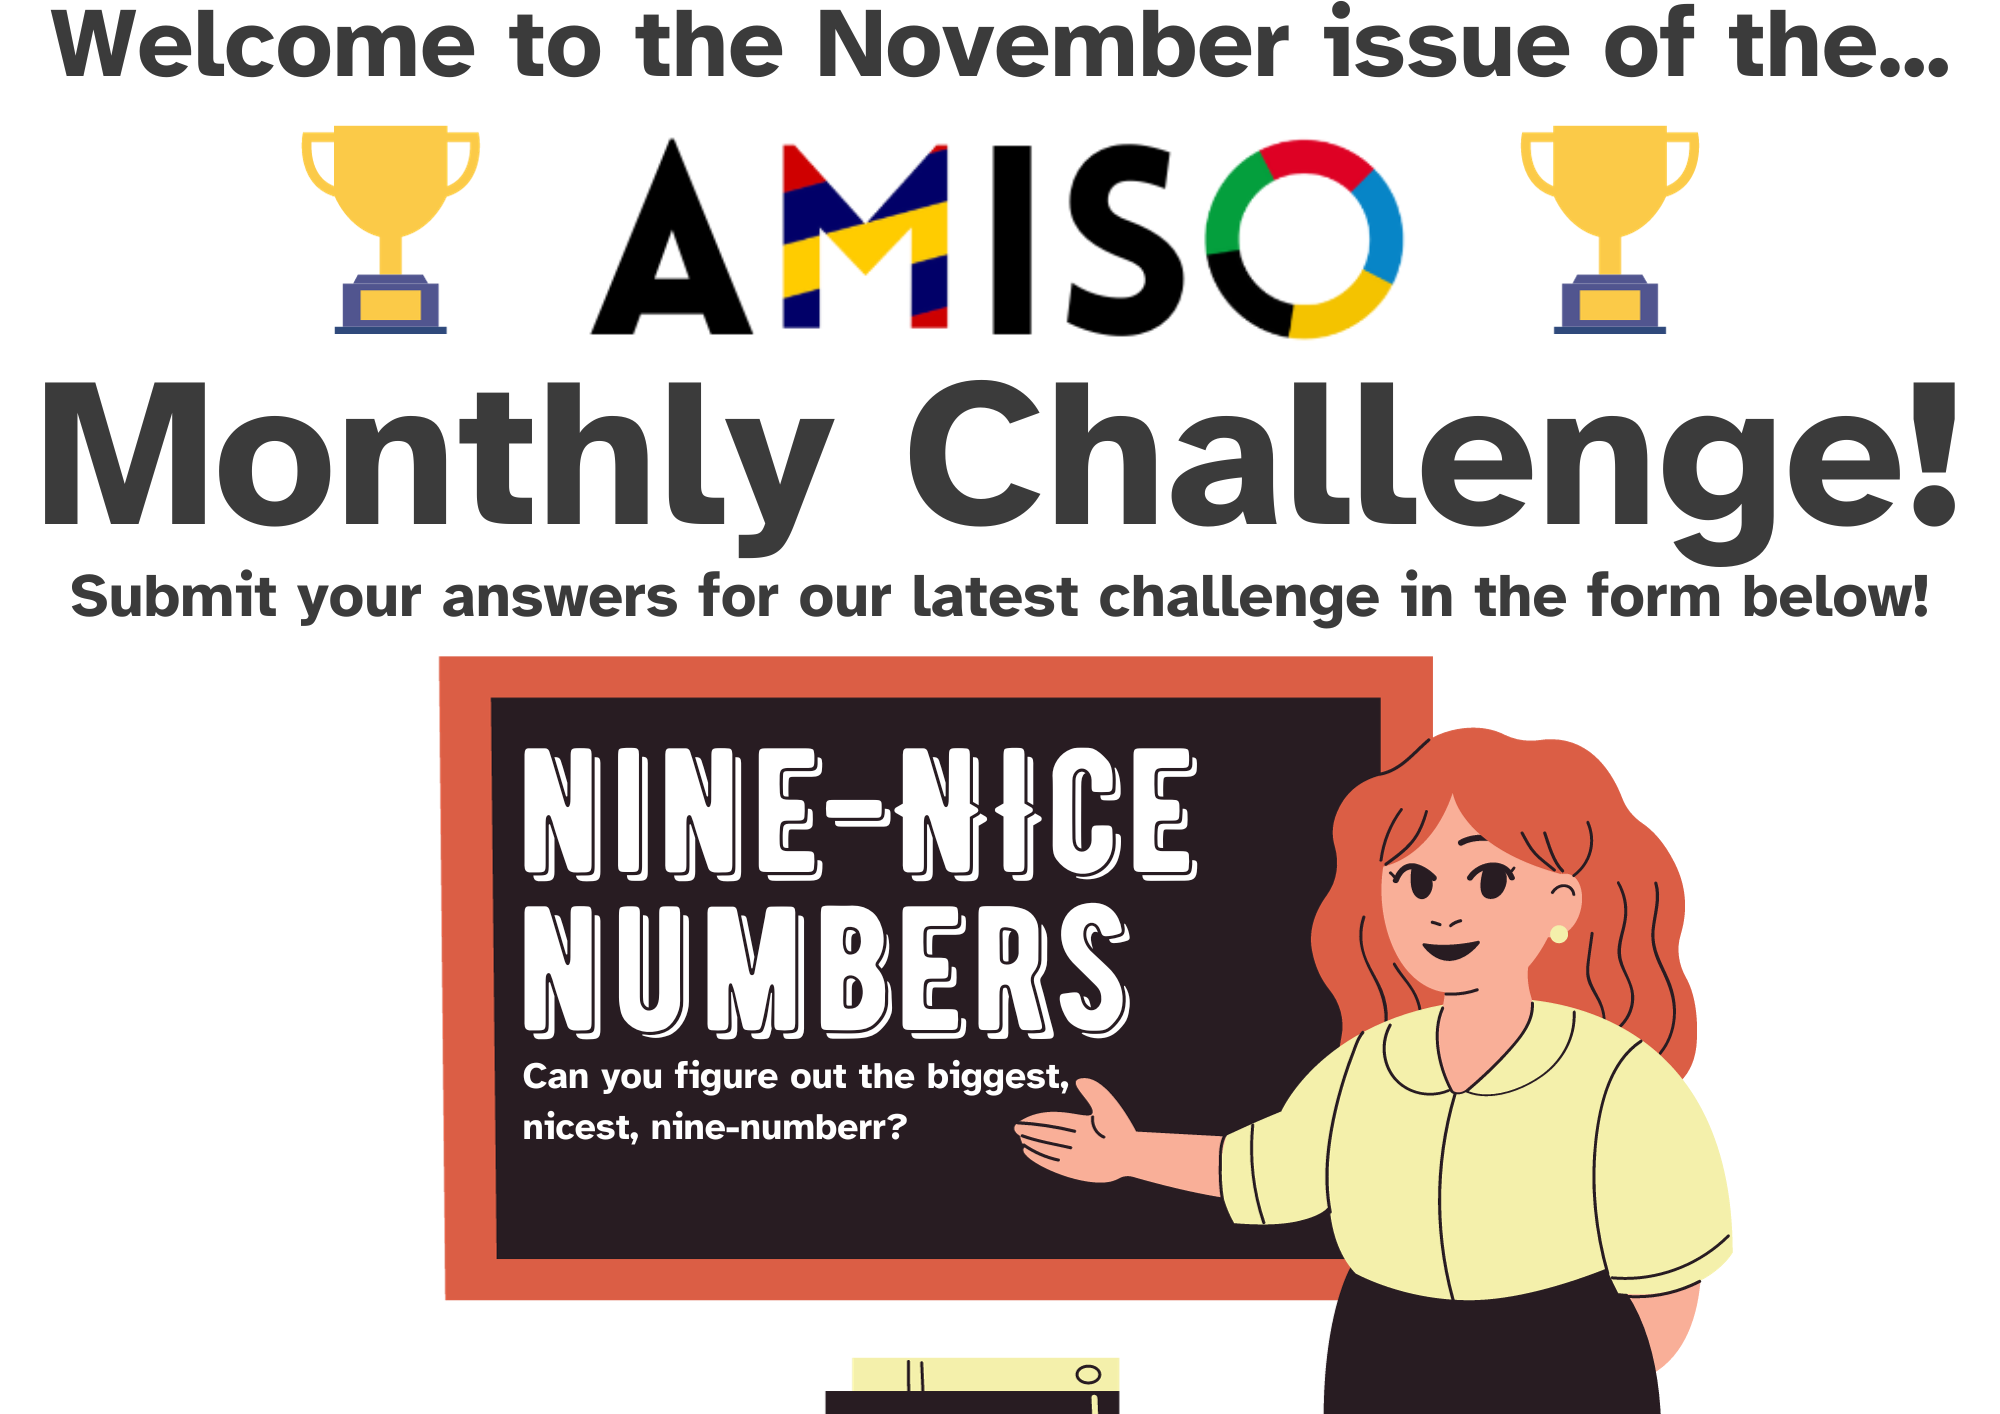 Welcome to the November issue of the...
AMISO
Monthly Challenge!
Submit your answers for our latest challenge in the form below!
NINE-NICE
NUMBERS
Can you figure out the biggest,
nicest, nine-numberr?